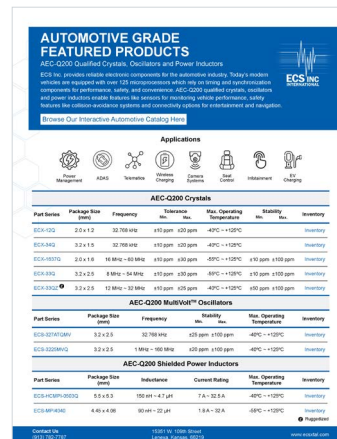 AUTOMOTIVE GRADE
FEATURED PRODUCTS
AEC-Q200 Qualified Crystals, Oscillators and Power Inductors
ECS INC
INTERNATIONAL
ECS Inc. provides reliable electronic components for the automotive industry. Today's modern
vehicles are equipped with over 125 microprocessors which rely on timing and synchronization
components for performance, safety, and convenience. AEC-Q200 qualified crystals, oscillators
and power inductors enable features like sensors for monitoring vehicle performance, safety
features like collision-avoidance systems and connectivity options for entertainment and navigation.
Browse Our Interactive Automotive Catalog Here
Applications
Power Management
ADAS
Telematics
Wireless Charging
Camera Systems
Seat Control
Infotainment
EV Charging
AEC-Q200 Crystals
Part Series Package Size (mm) Frequency Tolerance Min. Max. Max. Operating Temperature Stability Min. Max. Inventory
ECX-12Q 2.0 x 1.2 32.768 kHz ±10 ppm ±20 ppm -40°C ~ +125°C Inventory
ECX-34Q 3.2 x 1.5 32.768 kHz ±10 ppm ±20 ppm -40°C ~ +125°C Inventory
ECX-1637Q 2.0 x 1.6 16 MHz ~ 60 MHz ±10 ppm ±30 ppm -55°C ~ +125°C ±10 ppm ±100 ppm Inventory
ECX-33Q 3.2 x 2.5 8 MHz ~ 54 MHz ±10 ppm ±30 ppm -55°C ~ +125°C ±10 ppm ±100 ppm Inventory
ECX-33QZ 3.2 x 2.5 12 MHz ~ 32 MHz ±10 ppm ±25 ppm -40°C ~ +125°C ±50 ppm ±100 ppm Inventory
AEC-Q200 MultiVolt™ Oscillators
Part Series Package Size (mm) Frequency Stability Min. Max. Max. Operating Temperature Inventory
ECS-327ATQMV 3.2 x 2.5 32.768 kHz ±25 ppm ±100 ppm -40°C ~ +125°C Inventory
ECS-3225MVQ 3.2 x 2.5 1 MHz ~ 160 MHz ±20 ppm ±100 ppm -40°C ~ +125°C Inventory
AEC-Q200 Shielded Power Inductors
Part Series Package Size (mm) Inductance Current Rating Max. Operating Temperature Inventory
ECS-HCMPI-0503Q 5.5 x 5.3 150 nH ~ 4.7 µH 7 A ~ 32.5 A -40°C ~ +125°C Inventory
ECS-MPI4040 4.45 x 4.06 1.8 A ~ 32 A -55°C ~ +125°C Inventory
Ruggedized
Contact Us
(913) 782-7787
15351 W. 109th Street
Lenexa, Kansas 66219
www.ecsxtal.com